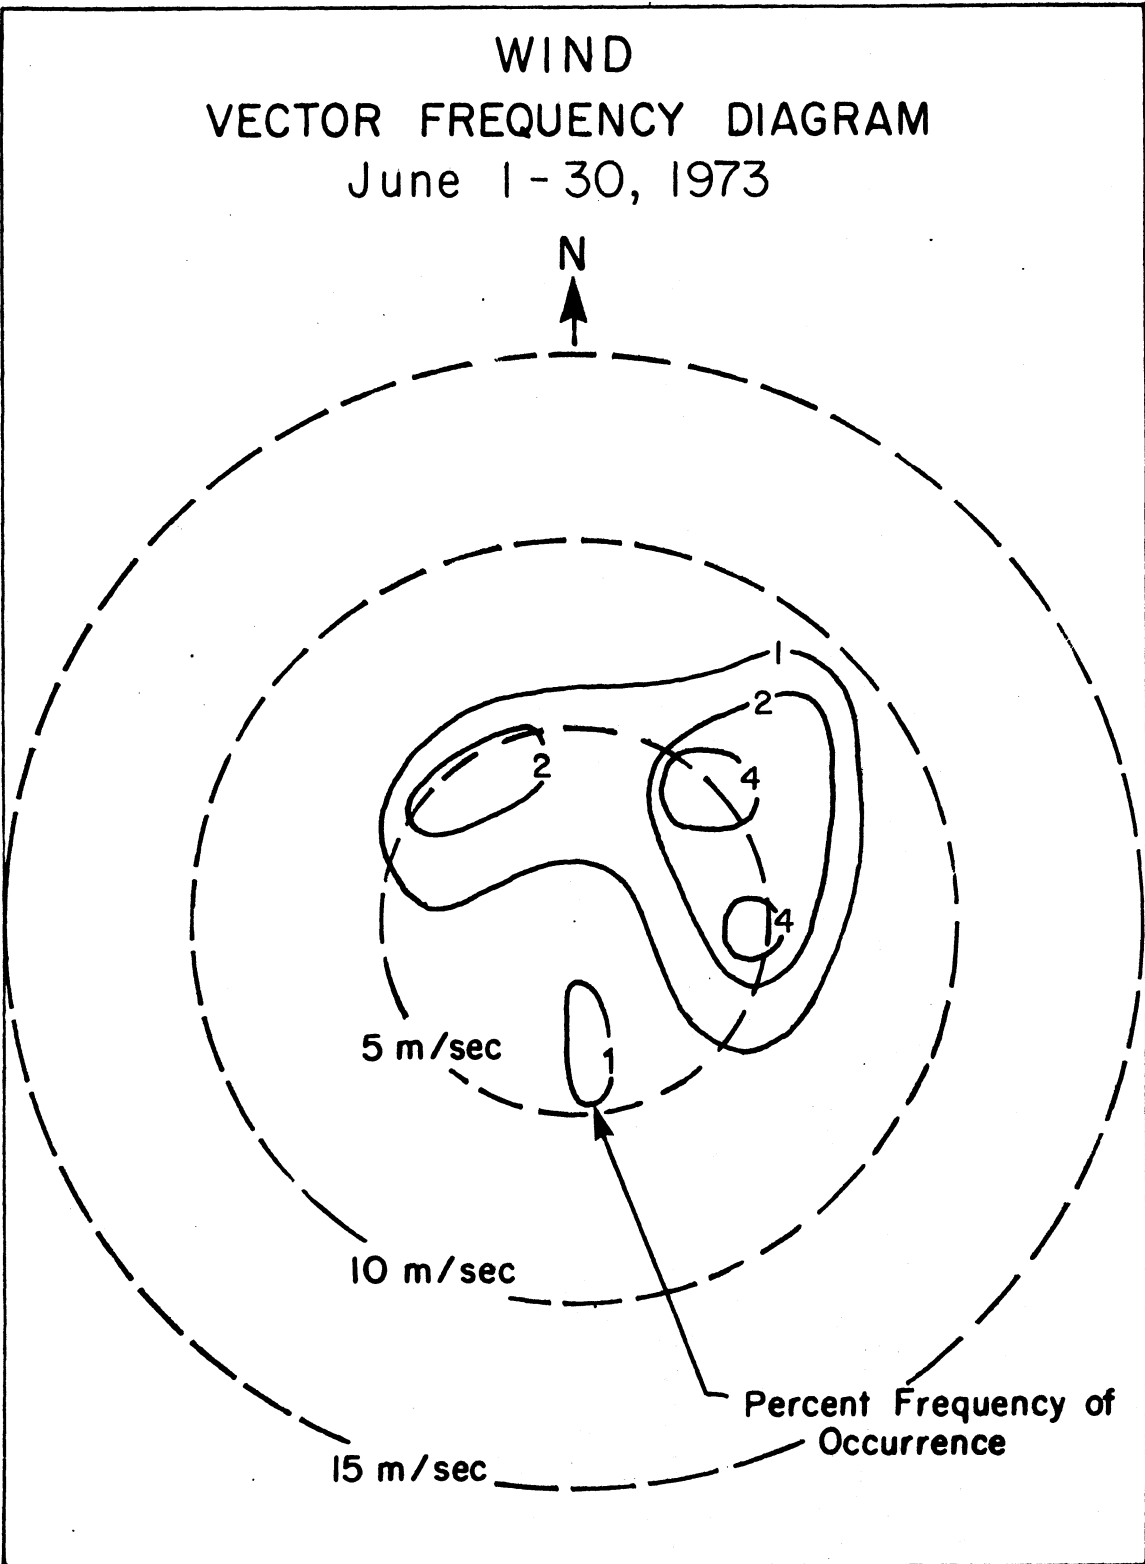 WIND
VECTOR FREQUENCY DIAGRAM
June 1-30, 1973
N
1
2
2
4
4
5 m/sec
1
10 m/sec
Percent Frequency of
Occurrence
15 m/sec